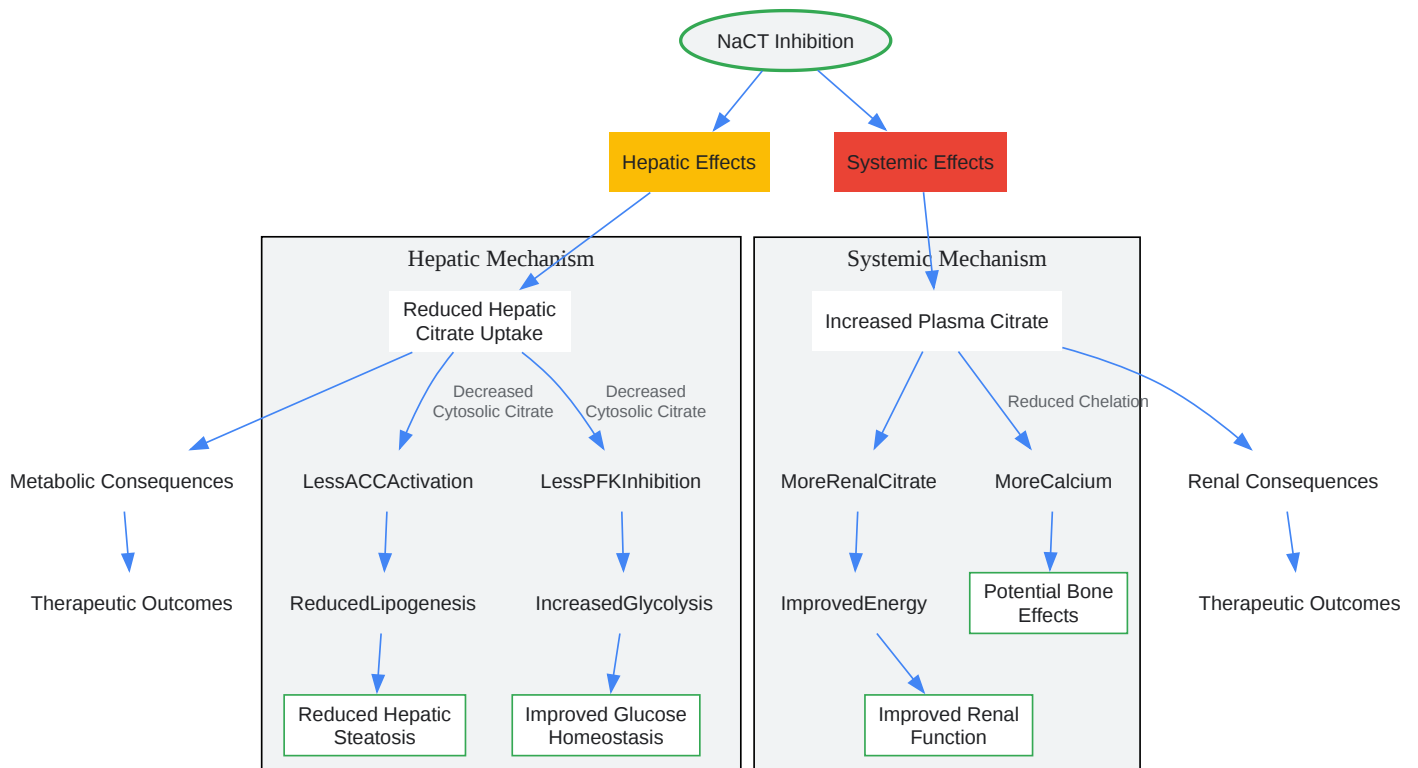 NaCT Inhibition
Hepatic Effects
Systemic Effects
Hepatic Mechanism
Systemic Mechanism
Reduced Hepatic
Citrate Uptake
Increased Plasma Citrate
Decreased
Cytosolic Citrate
Decreased
Cytosolic Citrate
Reduced Chelation
Metabolic Consequences
LessACCActivation
LessPFKInhibition
MoreRenalCitrate
MoreCalcium
Renal Consequences
Therapeutic Outcomes
ReducedLipogenesis
IncreasedGlycolysis
ImprovedEnergy
Potential Bone
Effects
Therapeutic Outcomes
Reduced Hepatic
Steatosis
Improved Glucose
Homeostasis
Improved Renal
Function